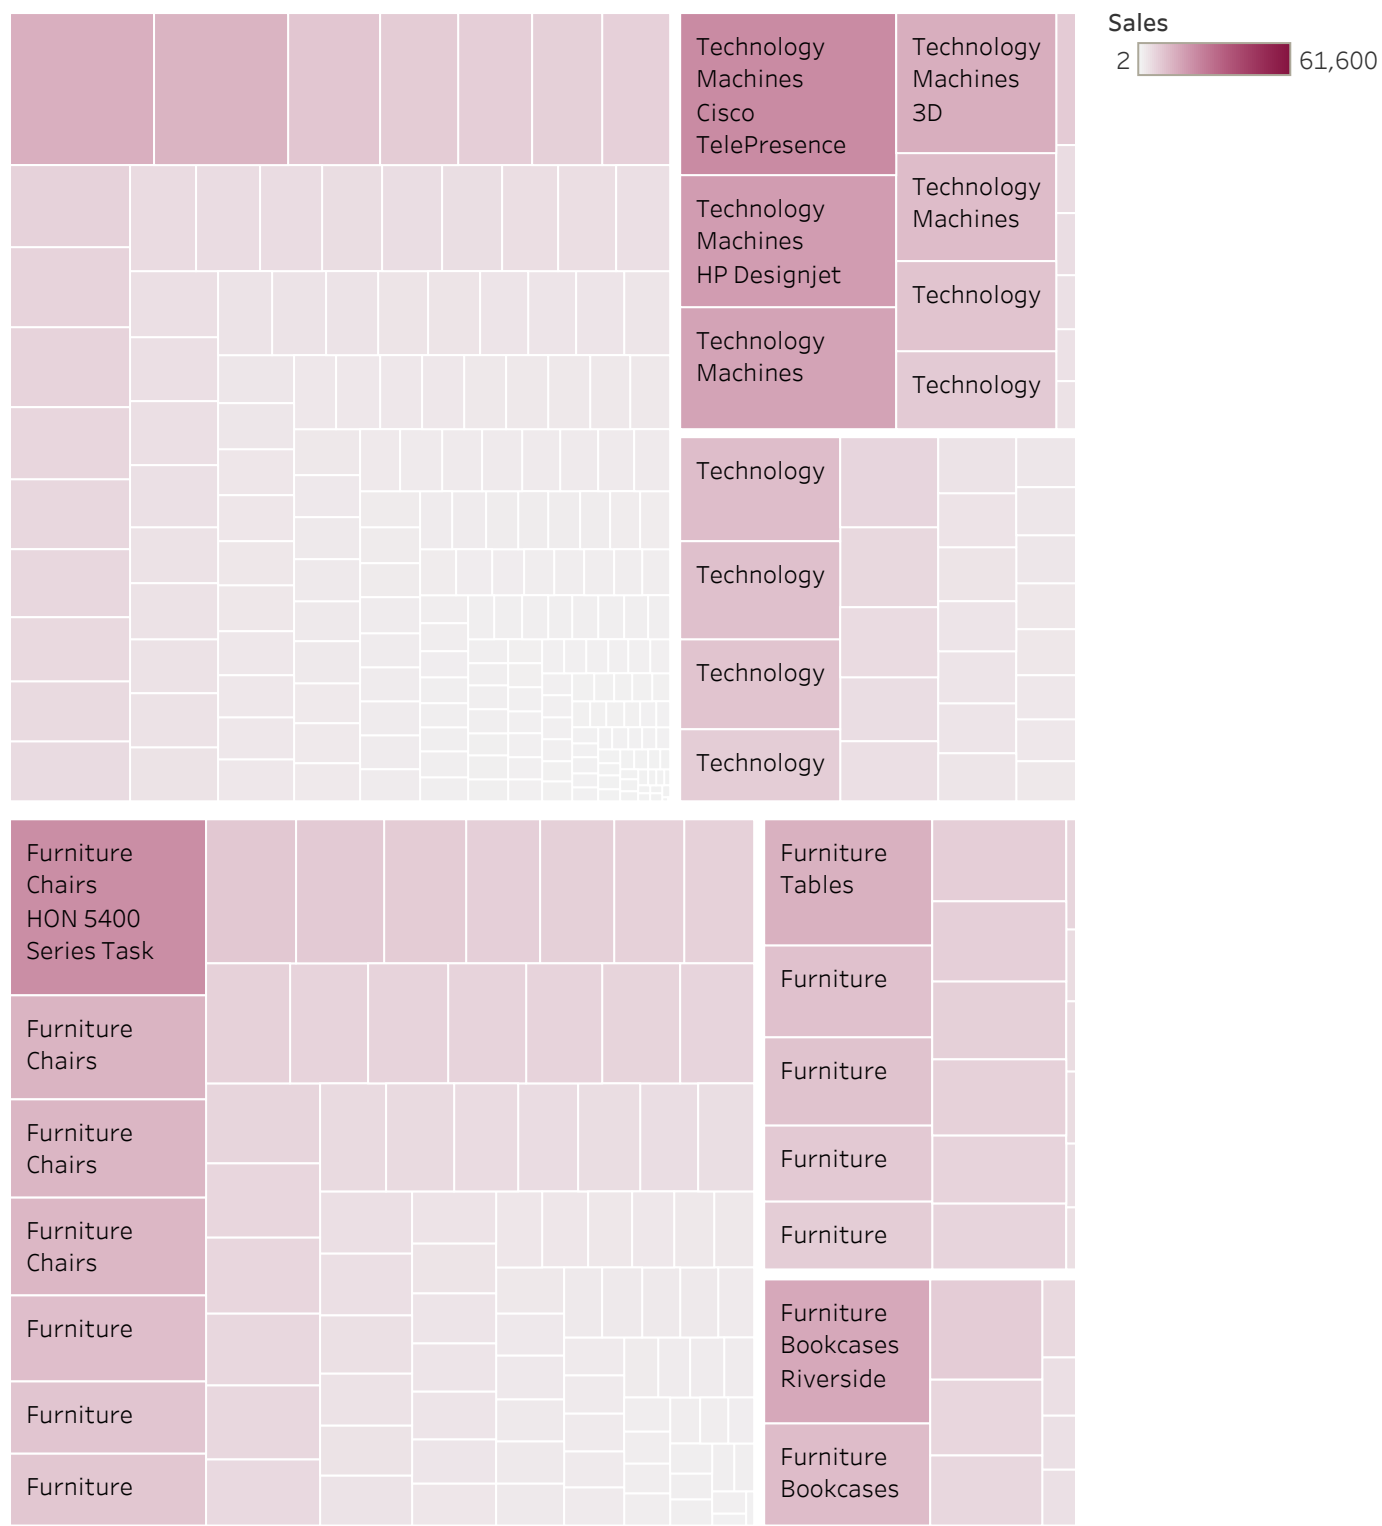 Sales
2
61,600
Technology
Machines
Cisco
TelePresence
Technology
Machines
3D
Technology
Machines
HP Designjet
Technology
Machines
Technology
Machines
Technology
Technology
Technology
Technology
Technology
Technology
Furniture
Chairs
HON 5400
Series Task
Furniture
Chairs
Furniture
Chairs
Furniture
Chairs
Furniture
Furniture
Furniture
Furniture
Tables
Furniture
Furniture
Furniture
Furniture
Furniture
Bookcases
Riverside
Furniture
Bookcases